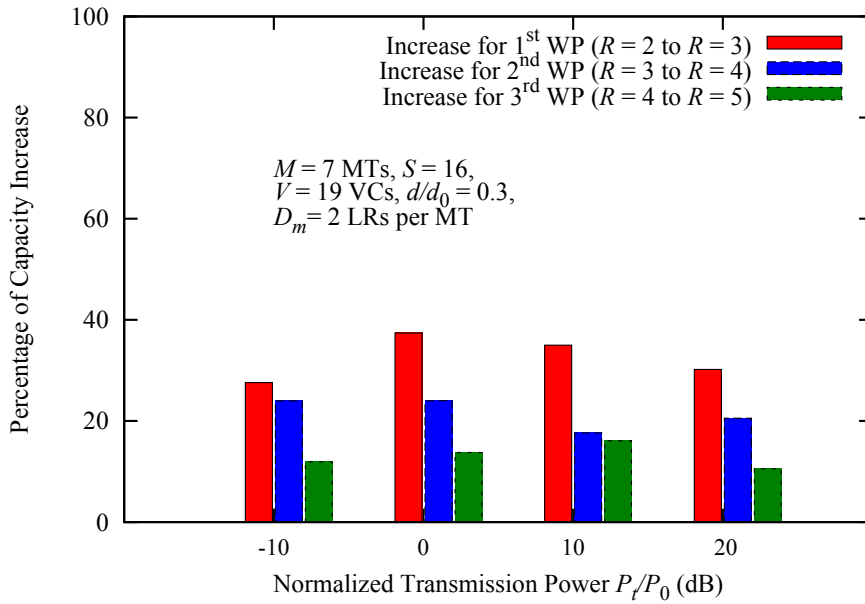 100
80
60
40
20
0
Percentage of Capacity Increase
Increase for 1st WP (R = 2 to R = 3)
Increase for 2nd WP (R = 3 to R = 4)
Increase for 3rd WP (R = 4 to R = 5)
M = 7 MTs, S = 16,
V = 19 VCs, d/d0 = 0.3,
Dm= 2 LRs per MT
-10 0 10 20
Normalized Transmission Power Pt/P0 (dB)